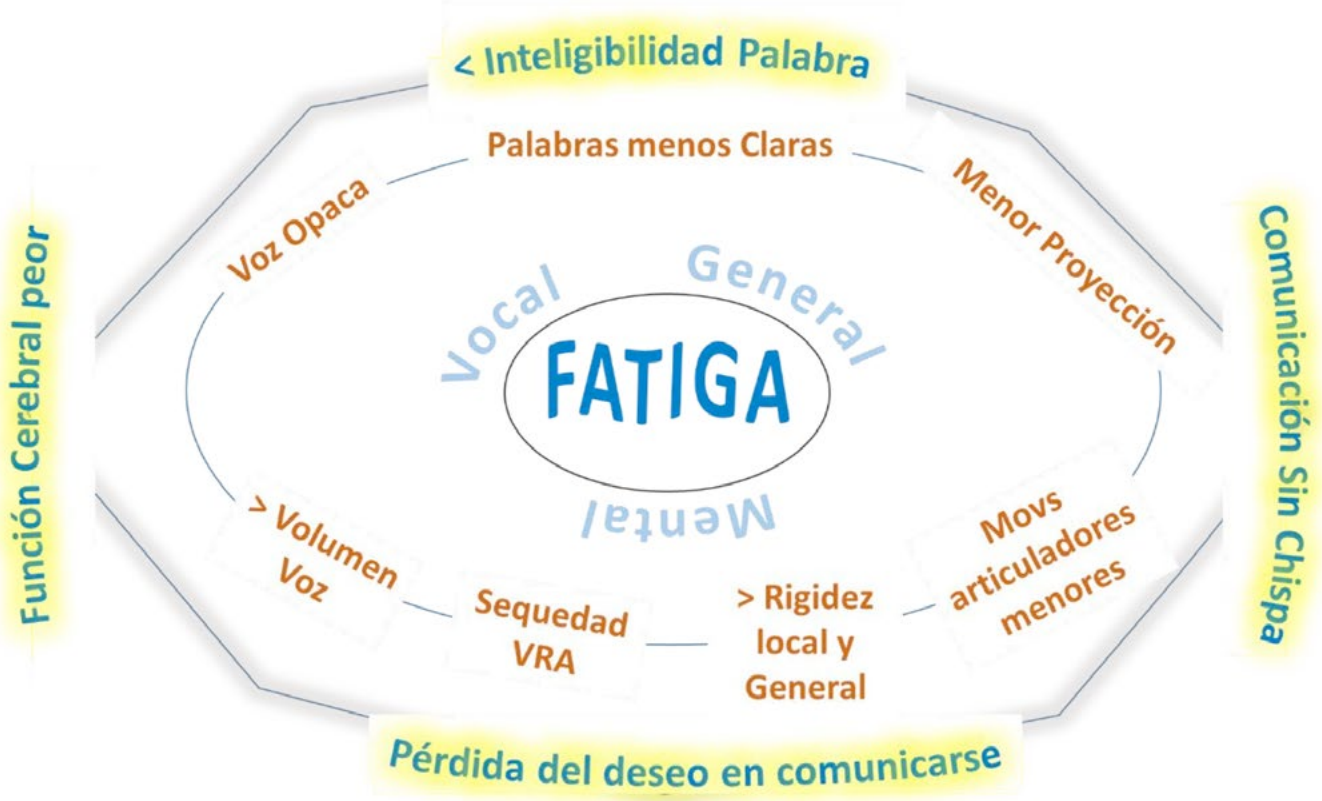 < Inteligibilidad Palabra
Palabras menos Claras
Voz Opaca
Menor Proyección
Función Cerebral peor
Comunicación Sin Chispa
Vocal
General
FATIGA
Mental
> Volumen
Voz
Sequedad
VRA
> Rigidez
local y
General
Movs
articuladores
menores
Pérdida del deseo en comunicarse